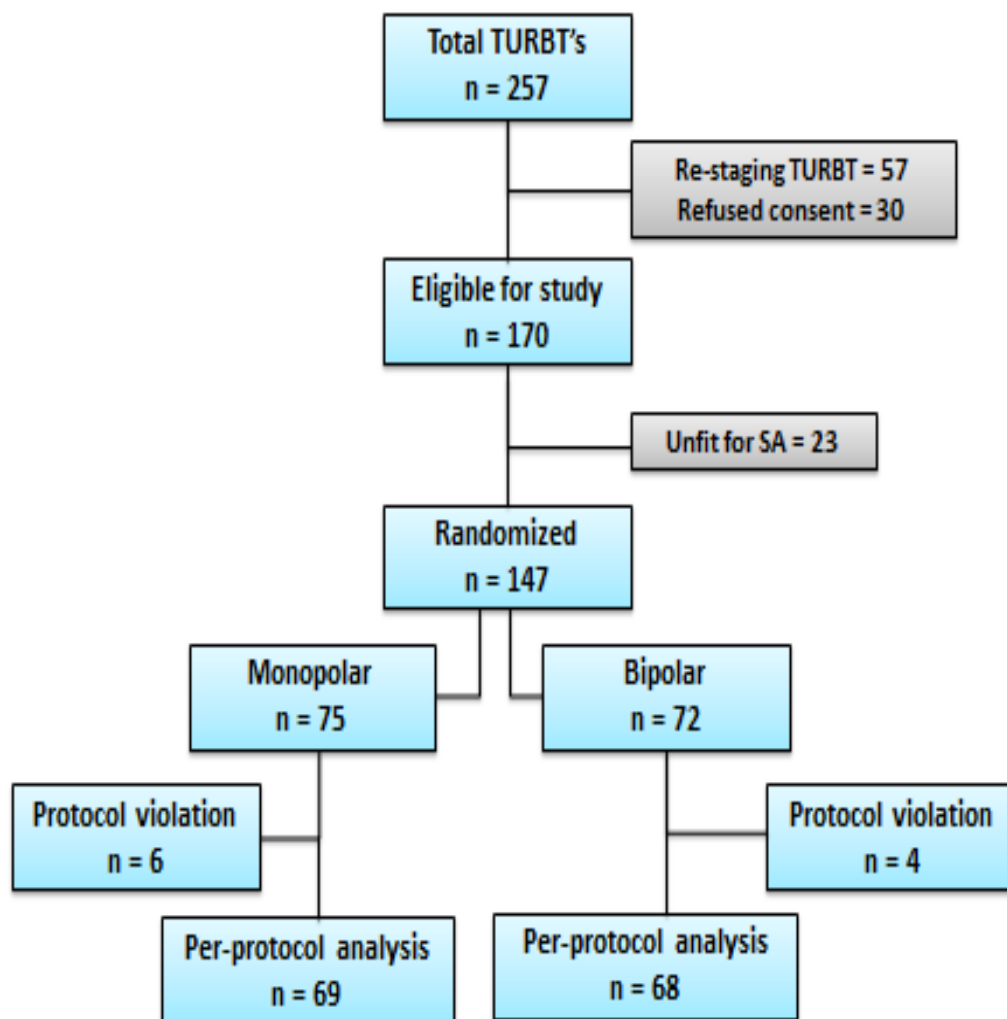 Total TURBT's
n = 257
Re-staging TURBT = 57
Refused consent = 30
Eligible for study
n = 170
Unfit for SA = 23
Randomized
n = 147
Monopolar
n = 75
Bipolar
n = 72
Protocol violation
n = 6
Protocol violation
n = 4
Per-protocol analysis
n = 69
Per-protocol analysis
n = 68